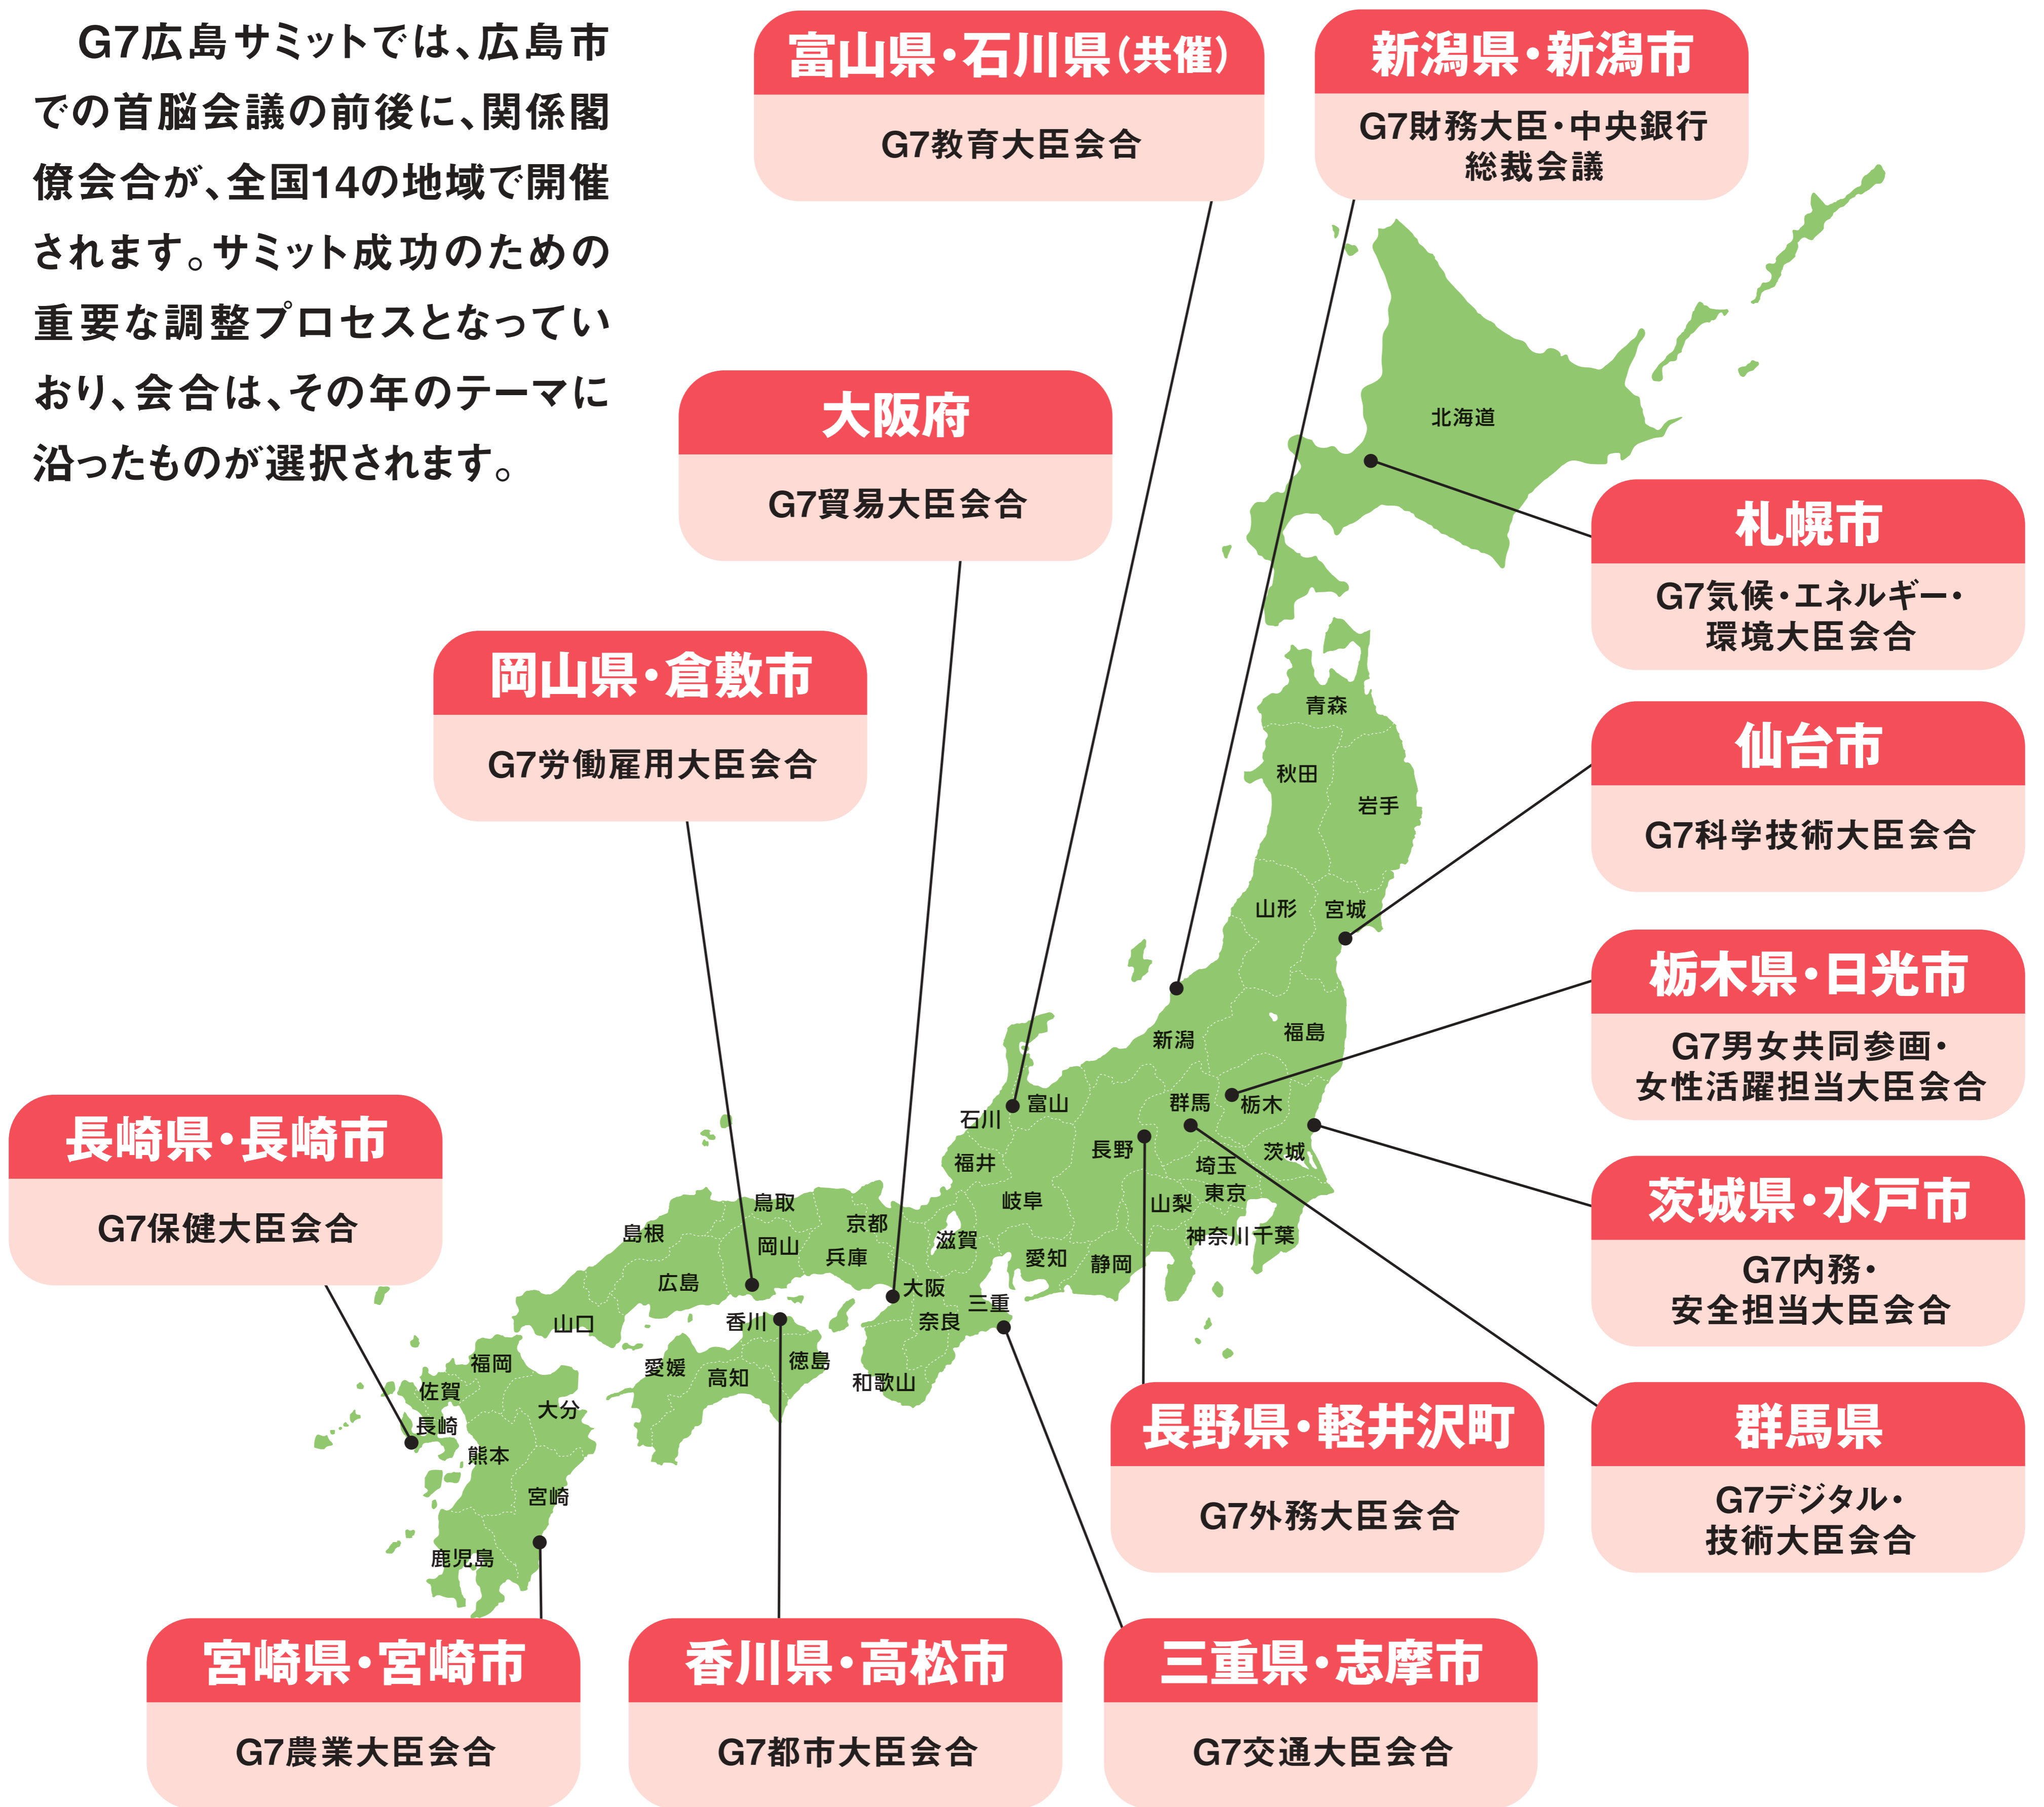 G7広島サミットでは、広島市
での首脳会議の前後に、関係閣
僚会合が、全国14の地域で開催
されます。サミット成功のための
重要な調整プロセスとなってい
おり、会合は、その年のテーマに
沿ったものが選択されます。
富山県・石川県（共催）
G7教育大臣会合
新潟県・新潟市
G7財務大臣・中央銀行
総裁会議
大阪府
G7貿易大臣会合
北海道
札幌市
G7気候・エネルギー・
環境大臣会合
岡山県・倉敷市
G7労働雇用大臣会合
青森
秋田
岩手
仙台市
G7科学技術大臣会合
山形
宮城
栃木県・日光市
G7男女共同参画・
女性活躍担当大臣会合
新潟
福島
群馬
栃木
富山
石川
長野
茨城
福井
埼玉
東京
岐阜
山梨
神奈川
千葉
長崎県・長崎市
G7保健大臣会合
茨城県・水戸市
G7内務・
安全担当大臣会合
鳥取
島根
京都
岡山
兵庫
滋賀
愛知
静岡
広島
大阪
三重
奈良
香川
山口
徳島
愛媛
高知
和歌山
福岡
佐賀
大分
長崎
熊本
宮崎
鹿児島
長野県・軽井沢町
G7外務大臣会合
群馬県
G7デジタル・
技術大臣会合
宮崎県・宮崎市
G7農業大臣会合
香川県・高松市
G7都市大臣会合
三重県・志摩市
G7交通大臣会合